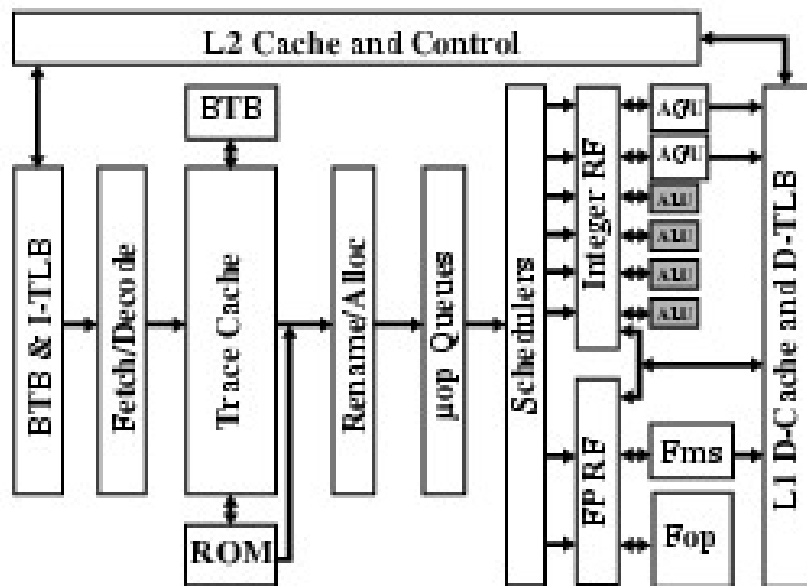 L2 Cache and Control
BTB
BTB & I-TLB
Fetch/Decode
Trace Cache
Rename/Alloc
µop Queues
Schedulers
Integer RF
AGU
AGU
ALU
ALU
ALU
ALU
L1 D-Cache and D-TLB
ROM
FP RF
Fms
Fop